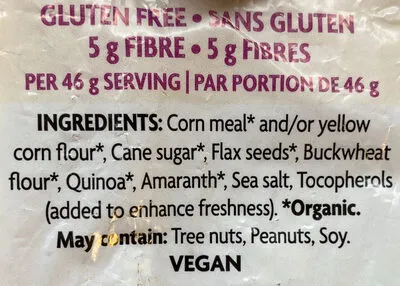 GLUTEN FREE • SANS GLUTEN
5 g FIBRE • 5 g FIBRES
PER 46 g SERVING | PAR PORTION DE 46 g
INGREDIENTS: Corn meal* and/or yellow
corn flour*, Cane sugar*, Flax seeds*, Buckwheat
flour*, Quinoa*, Amaranth*, Sea salt, Tocopherols
(added to enhance freshness). *Organic.
May contain: Tree nuts, Peanuts, Soy.
VEGAN